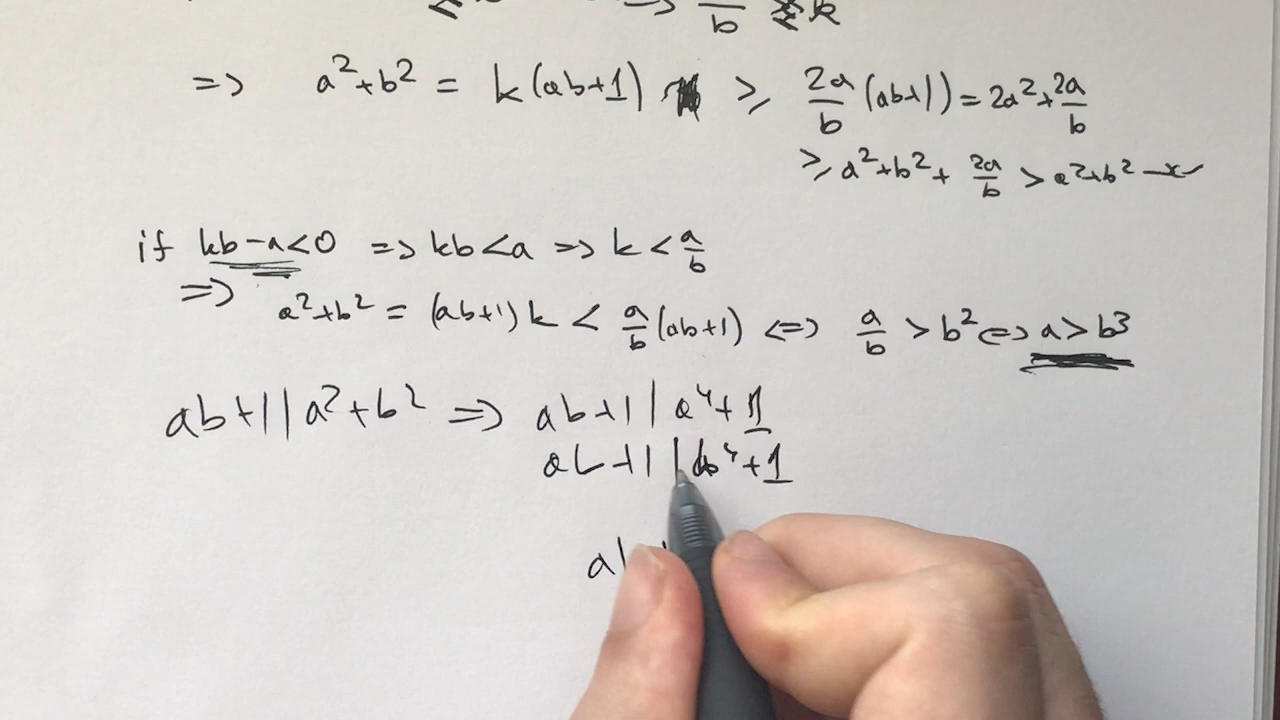 b k
=> a²+b² = k(ab+1) ⩾ 2a/b (ab+1) = 2a²+2a/b
⩾ a²+b²+ 2a/b > a²+b²
if kb-a<0 => kb<a => k < a/b
=> a²+b² = (ab+1)k < a/b (ab+1) <=> a/b > b² <=> a>b³
ab+1 | a²+b² => ab+1 | a⁴+1
ab+1 | b⁴+1